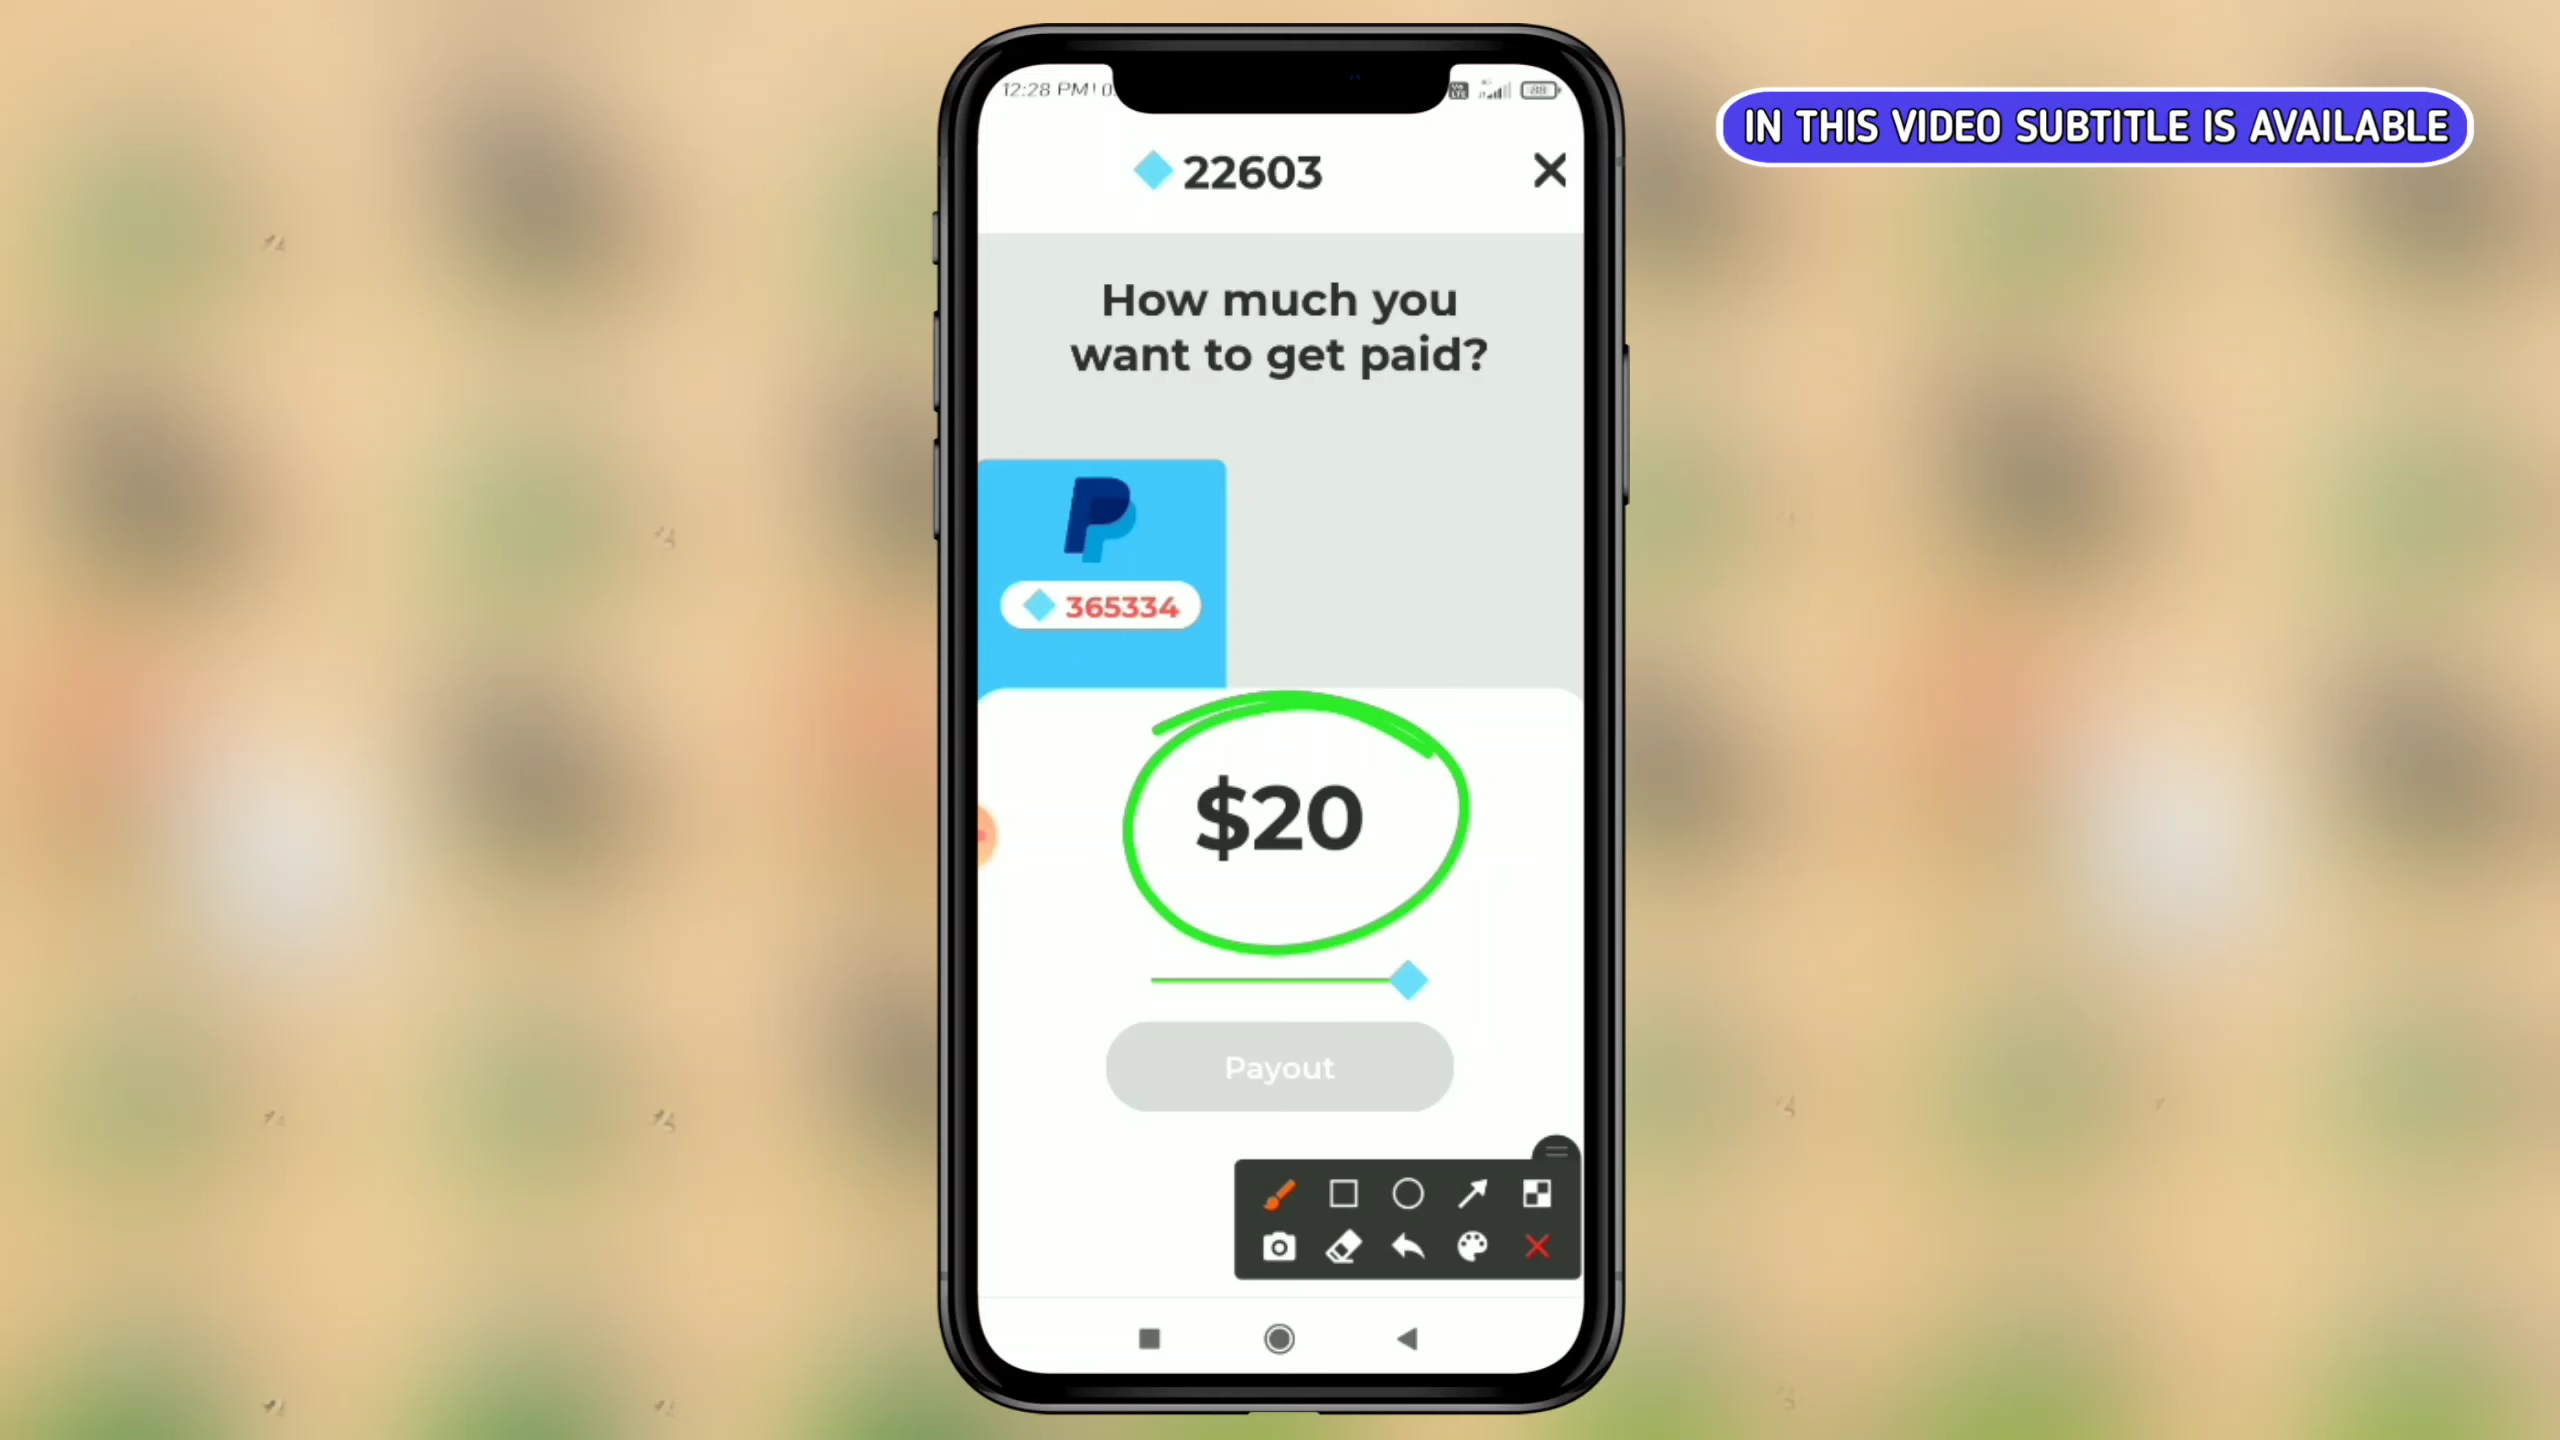 IN THIS VIDEO SUBTITLE IS AVAILABLE
12:28 PM
88
22603
How much you
want to get paid?
365334
$20
Payout